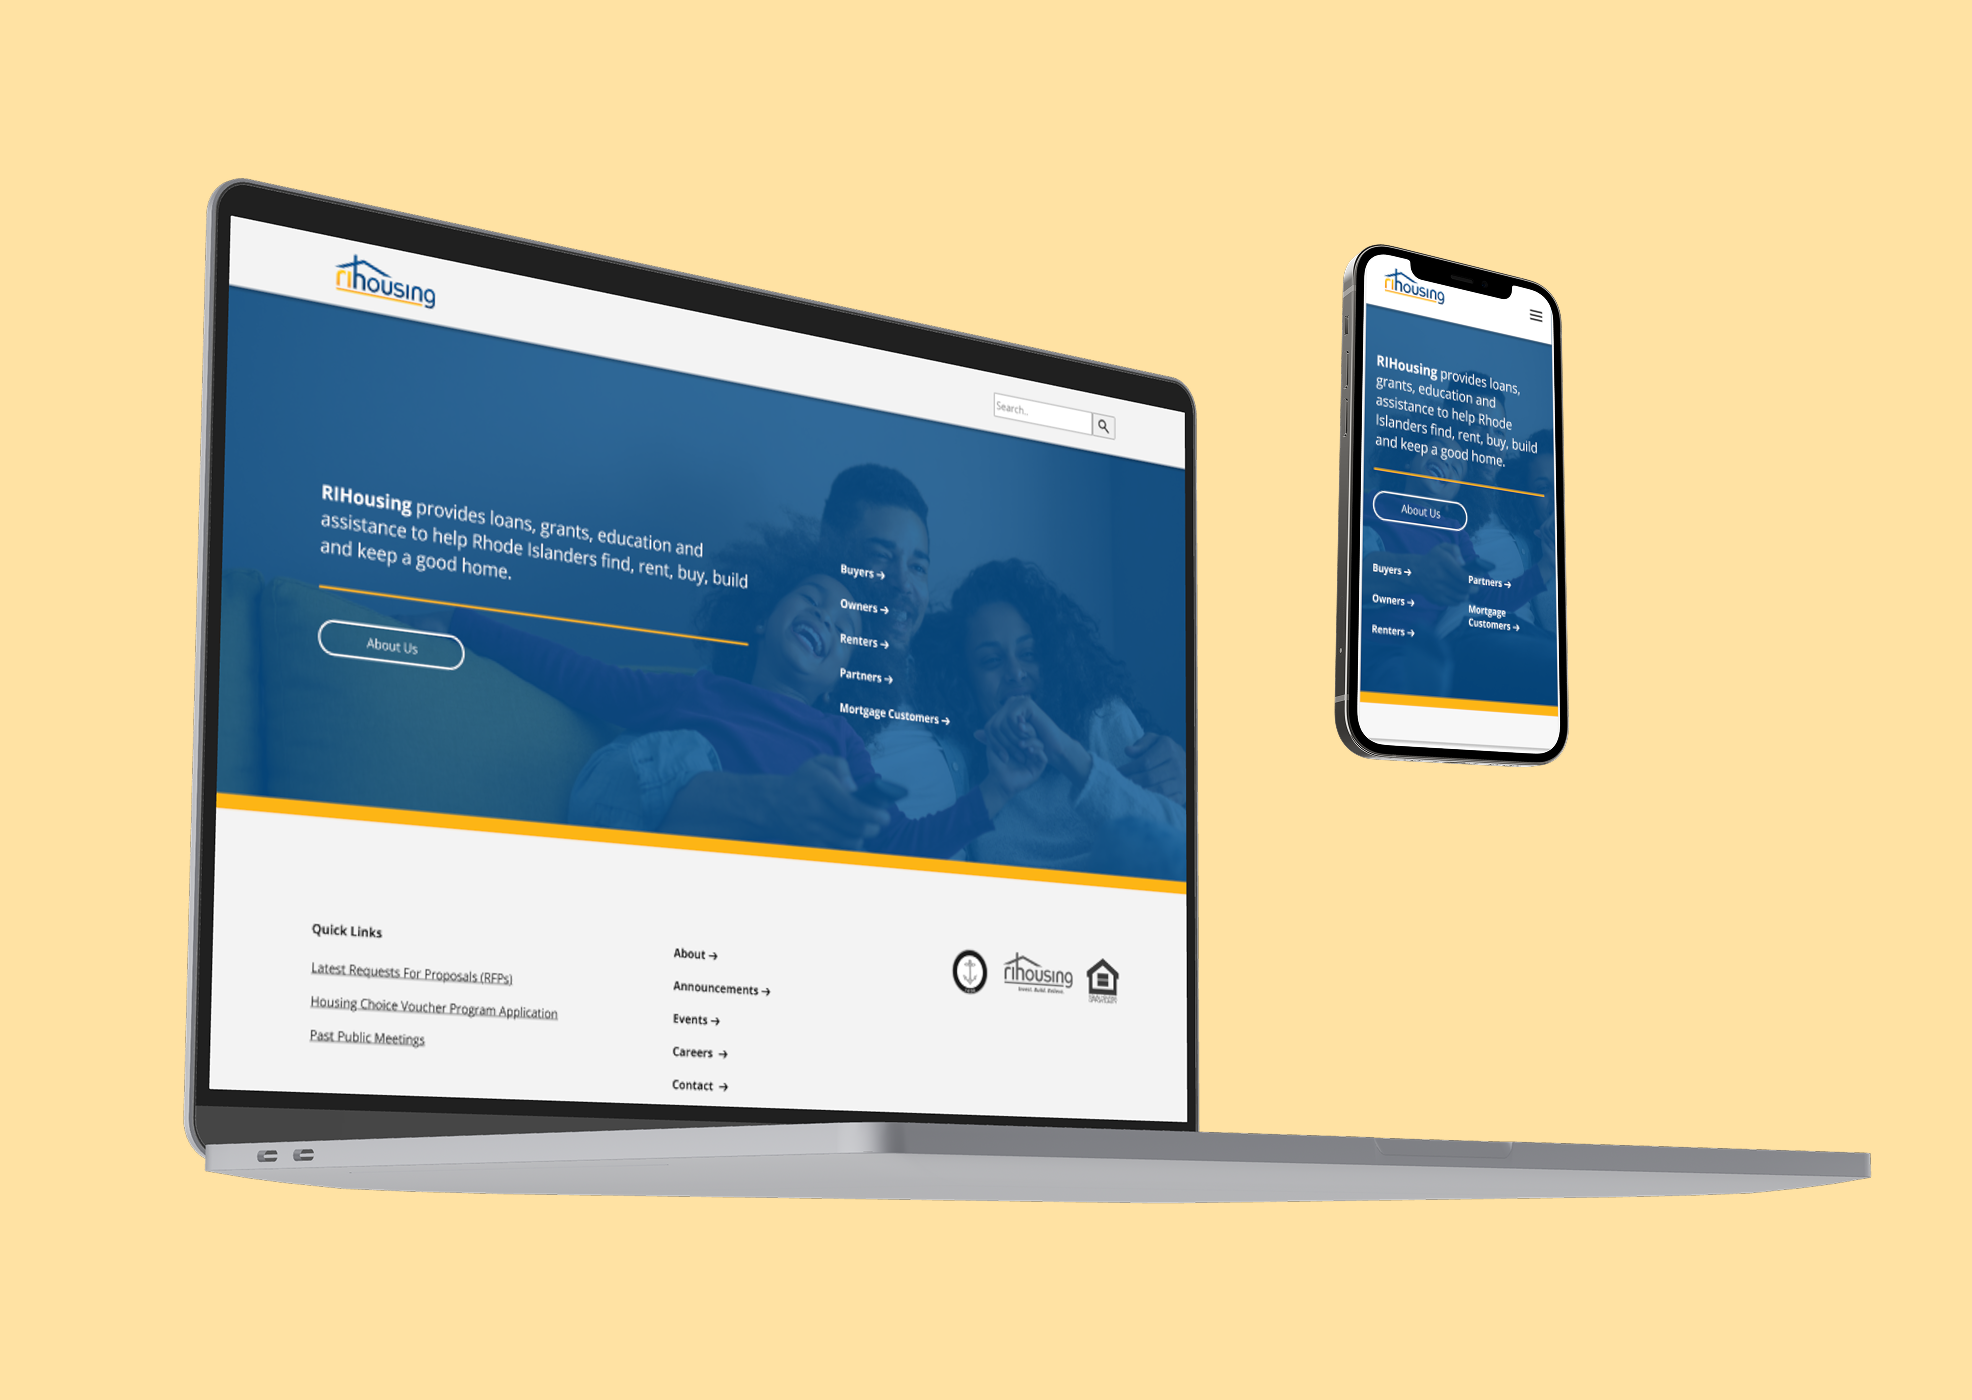 rihousing
Search..
RIHousing provides loans, grants, education and
assistance to help Rhode Islanders find, rent, buy, build
and keep a good home.
About Us
Buyers →
Owners →
Renters →
Partners →
Mortgage Customers →
Quick Links
Latest Requests For Proposals (RFPs)
Housing Choice Voucher Program Application
Past Public Meetings
About →
Announcements →
Events →
Careers →
Contact →
rihousing
rihousing
RIHousing provides loans,
grants, education and
assistance to help Rhode
Islanders find, rent, buy, build
and keep a good home.
About Us
Buyers →
Owners →
Renters →
Partners →
Mortgage
Customers →